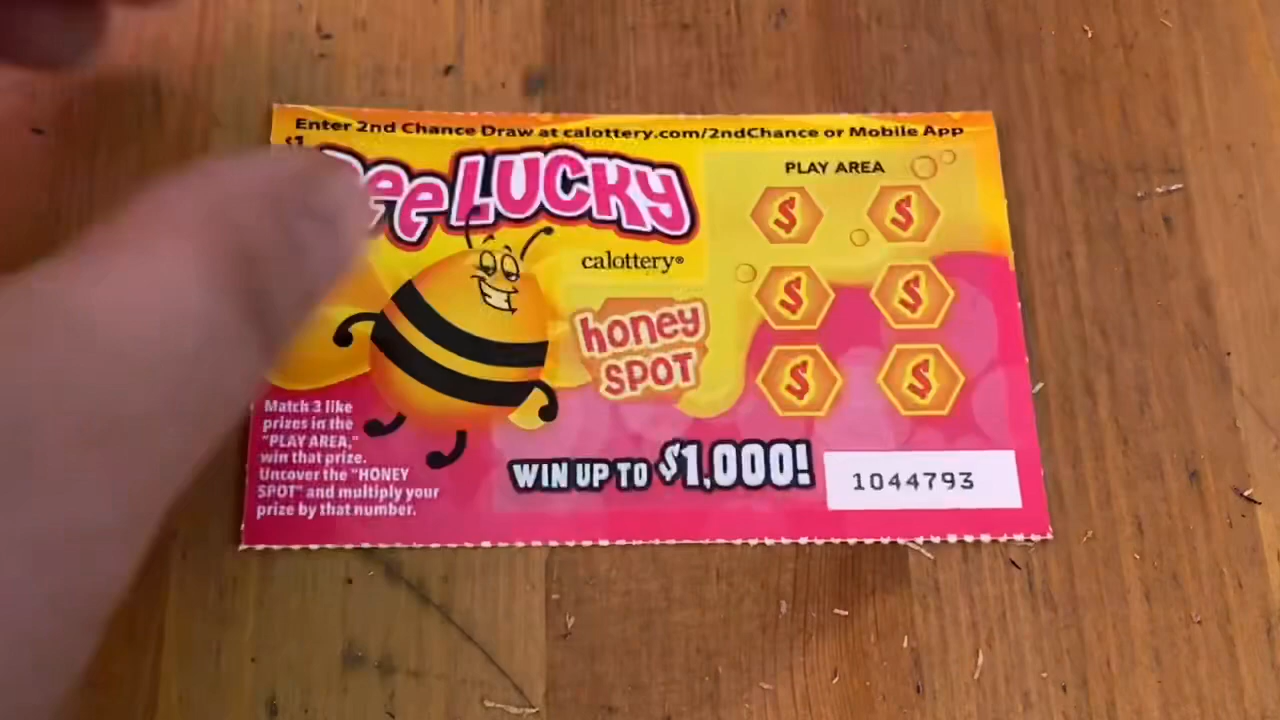 Enter 2nd Chance Draw at calottery.com/2ndChance or Mobile App
$1
LUCKY
PLAY AREA
$ $
calottery®
$ $
honey
SPOT
$ $
Match 3 like
prizes in the
"PLAY AREA,"
win that prize.
Uncover the "HONEY
SPOT" and multiply your
prize by that number.
WIN UP TO $1,000!
1044793